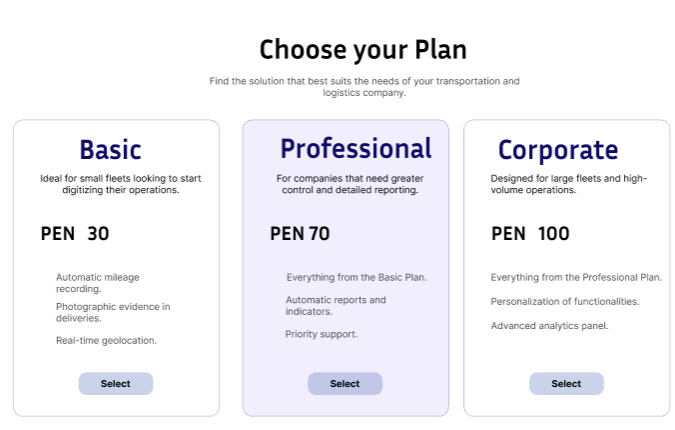 Choose your Plan
Find the solution that best suits the needs of your transportation and
logistics company.
Basic
Ideal for small fleets looking to start
digitizing their operations.
PEN 30
Automatic mileage
recording.
Photographic evidence in
deliveries.
Real-time geolocation.
Select
Professional
For companies that need greater
control and detailed reporting.
PEN 70
Everything from the Basic Plan.
Automatic reports and
indicators.
Priority support.
Select
Corporate
Designed for large fleets and high-
volume operations.
PEN 100
Everything from the Professional Plan.
Personalization of functionalities.
Advanced analytics panel.
Select